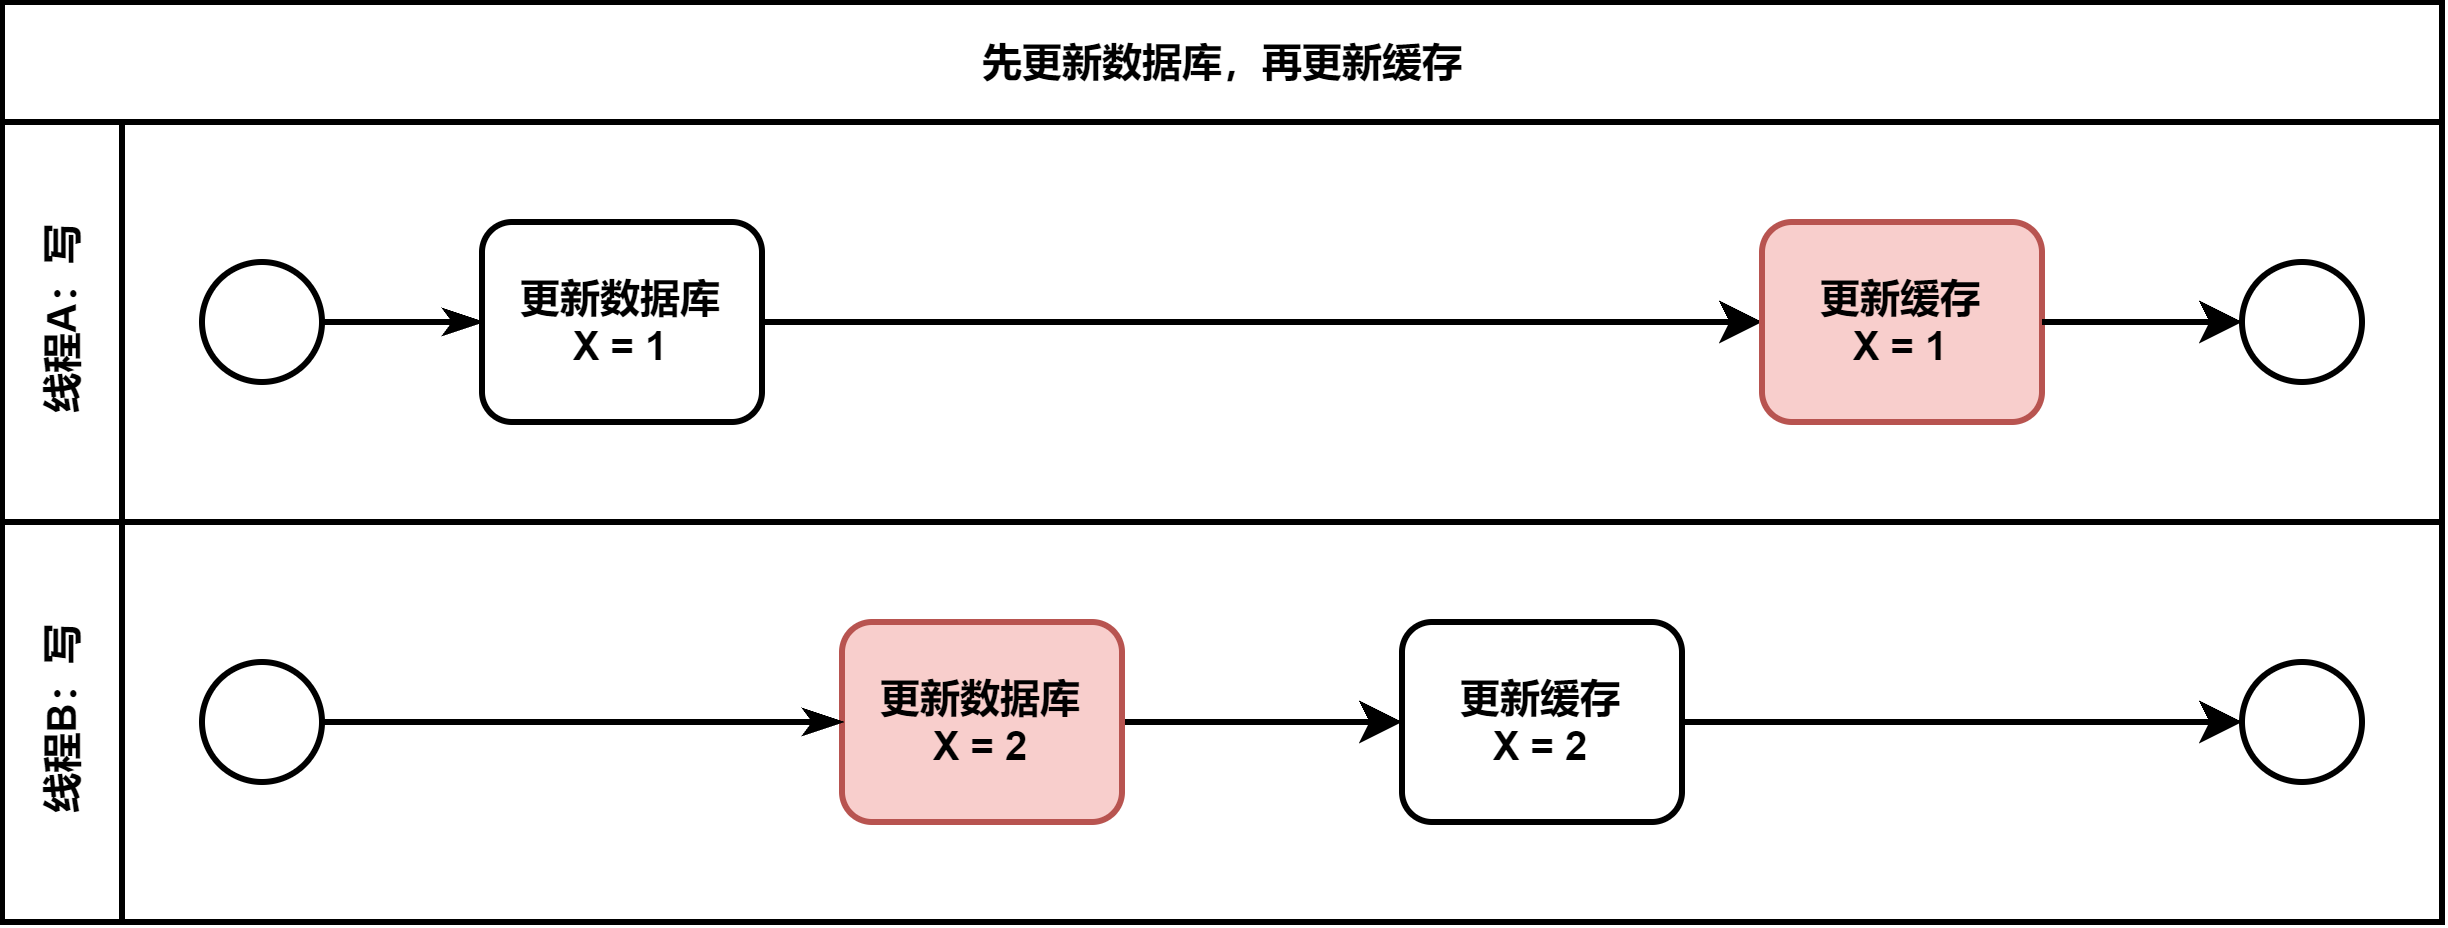 先更新数据库，再更新缓存
线程A：写
更新数据库
X = 1
更新缓存
X = 1
线程B：写
更新数据库
X = 2
更新缓存
X = 2